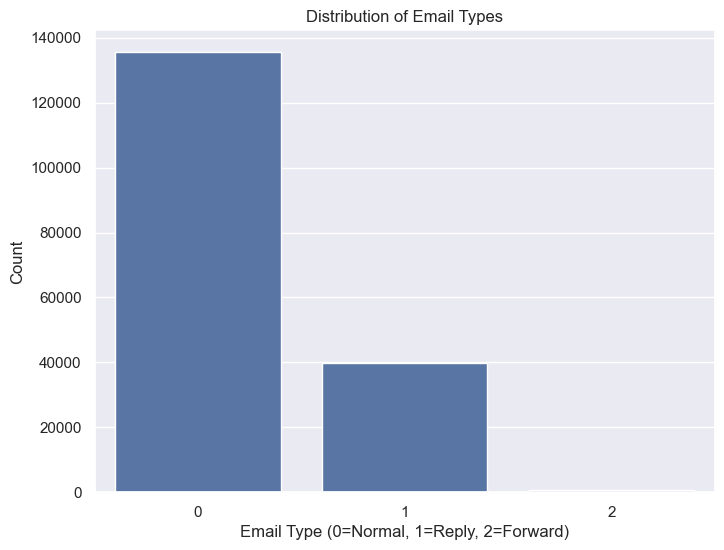 Distribution of Email Types
140000
120000
100000
80000
60000
40000
20000
0
Count
0 1 2
Email Type (0=Normal, 1=Reply, 2=Forward)